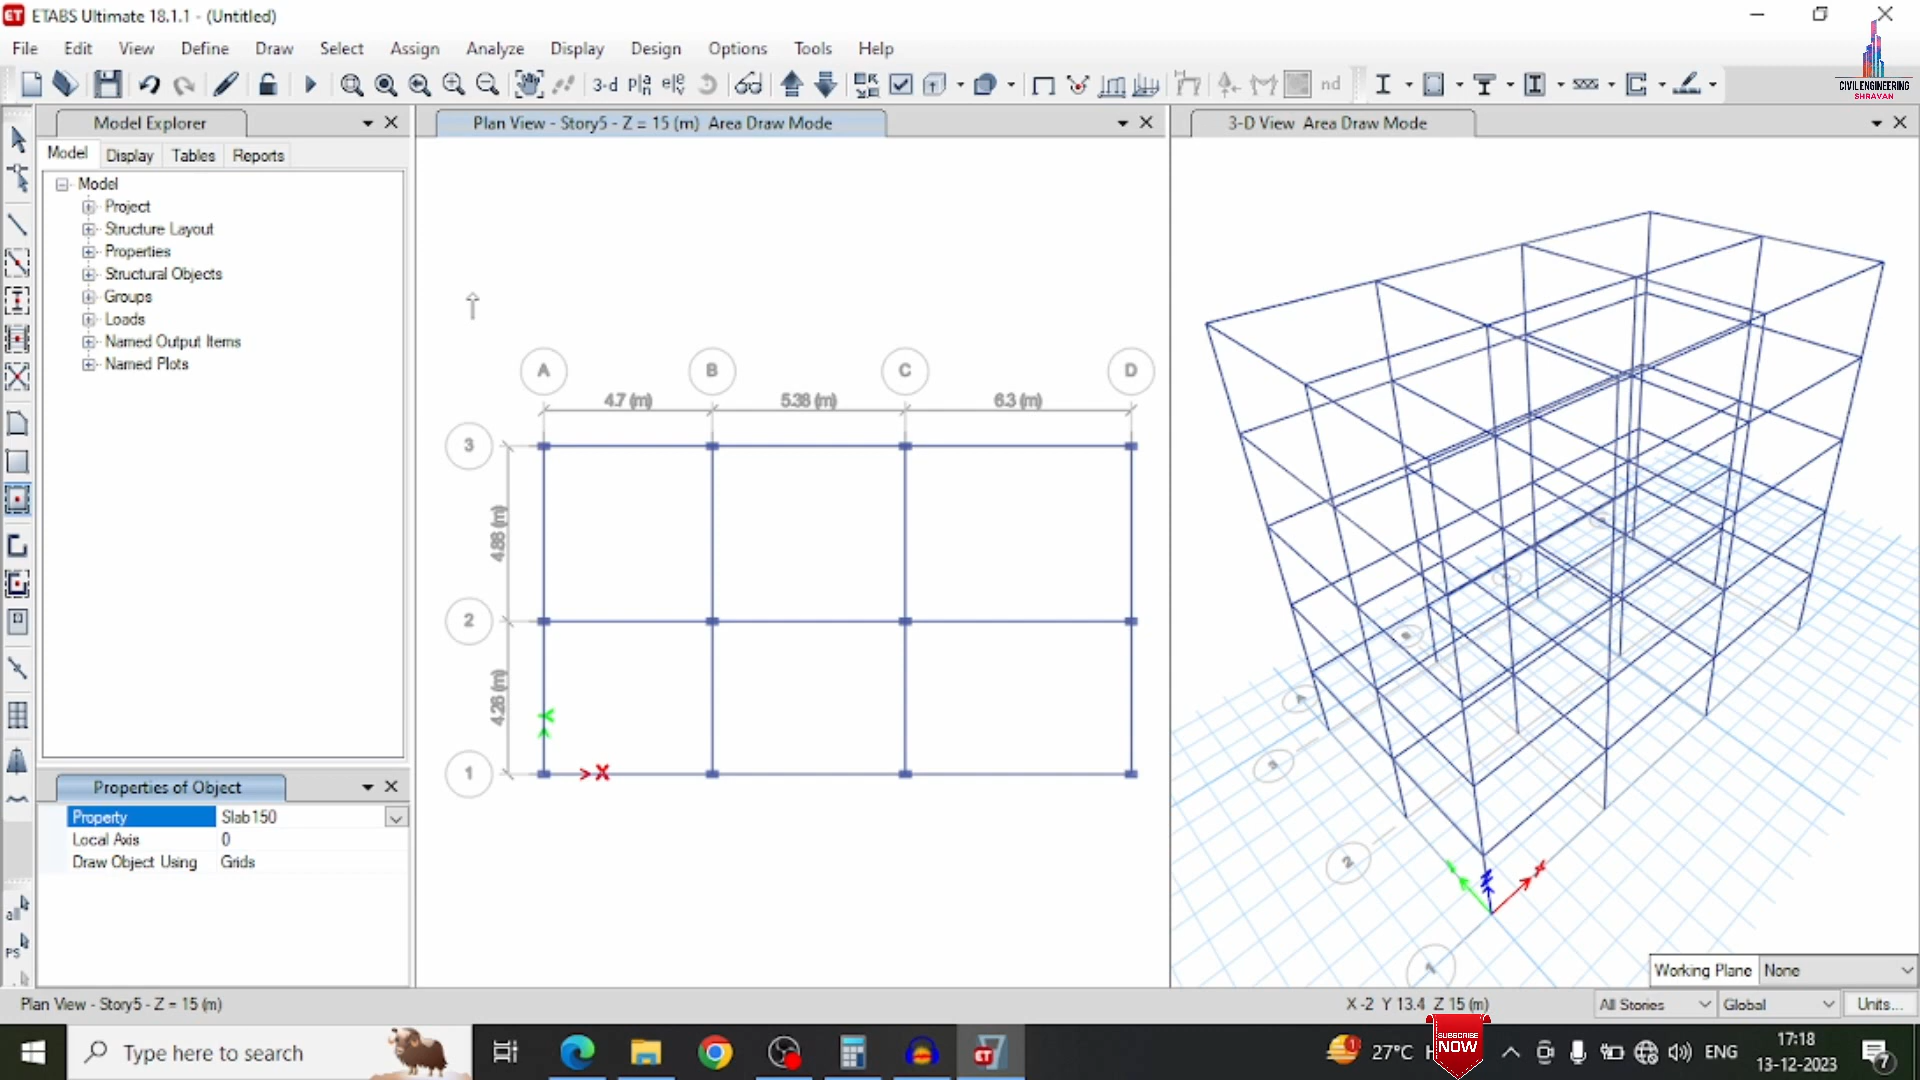 ETABS Ultimate 18.1.1 - (Untitled)
File Edit View Define Draw Select Assign Analyze Display Design Options Tools Help
3-d
nd
CIVIL ENGINEERING
SHRAVAN
Model Explorer
Model Display Tables Reports
Model
Project
Structure Layout
Properties
Structural Objects
Groups
Loads
Named Output Items
Named Plots
Properties of Object
Property Slab150
Local Axis 0
Draw Object Using Grids
Plan View - Story5 - Z = 15 (m) Area Draw Mode
A B C D
4.7 (m) 5.38 (m) 6.3 (m)
3
4.88 (m)
2
4.26 (m)
1
X
3-D View Area Draw Mode
3
2
Working Plane None
Plan View - Story5 - Z = 15 (m)
X -2 Y 13.4 Z 15 (m)
All Stories Global Units...
Type here to search
27°C
SUBSCRIBE
NOW
ENG
17:18
13-12-2023
7